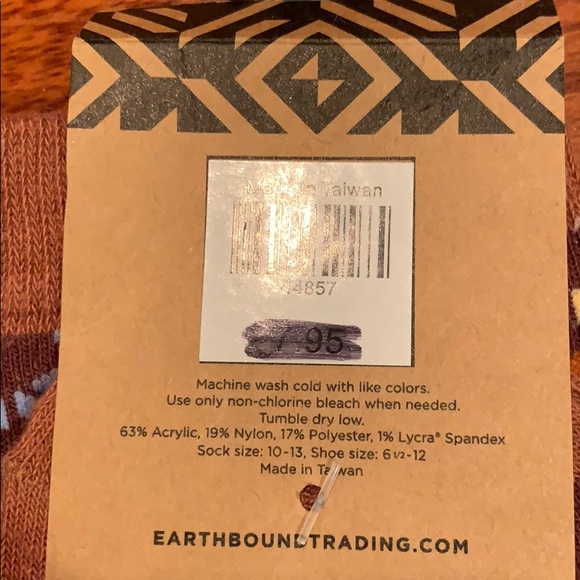 Made in Taiwan
44857
7 95
Machine wash cold with like colors.
Use only non-chlorine bleach when needed.
Tumble dry low.
63% Acrylic, 19% Nylon, 17% Polyester, 1% Lycra® Spandex
Sock size: 10-13, Shoe size: 6 1/2-12
Made in Taiwan
EARTHBOUNDTRADING.COM